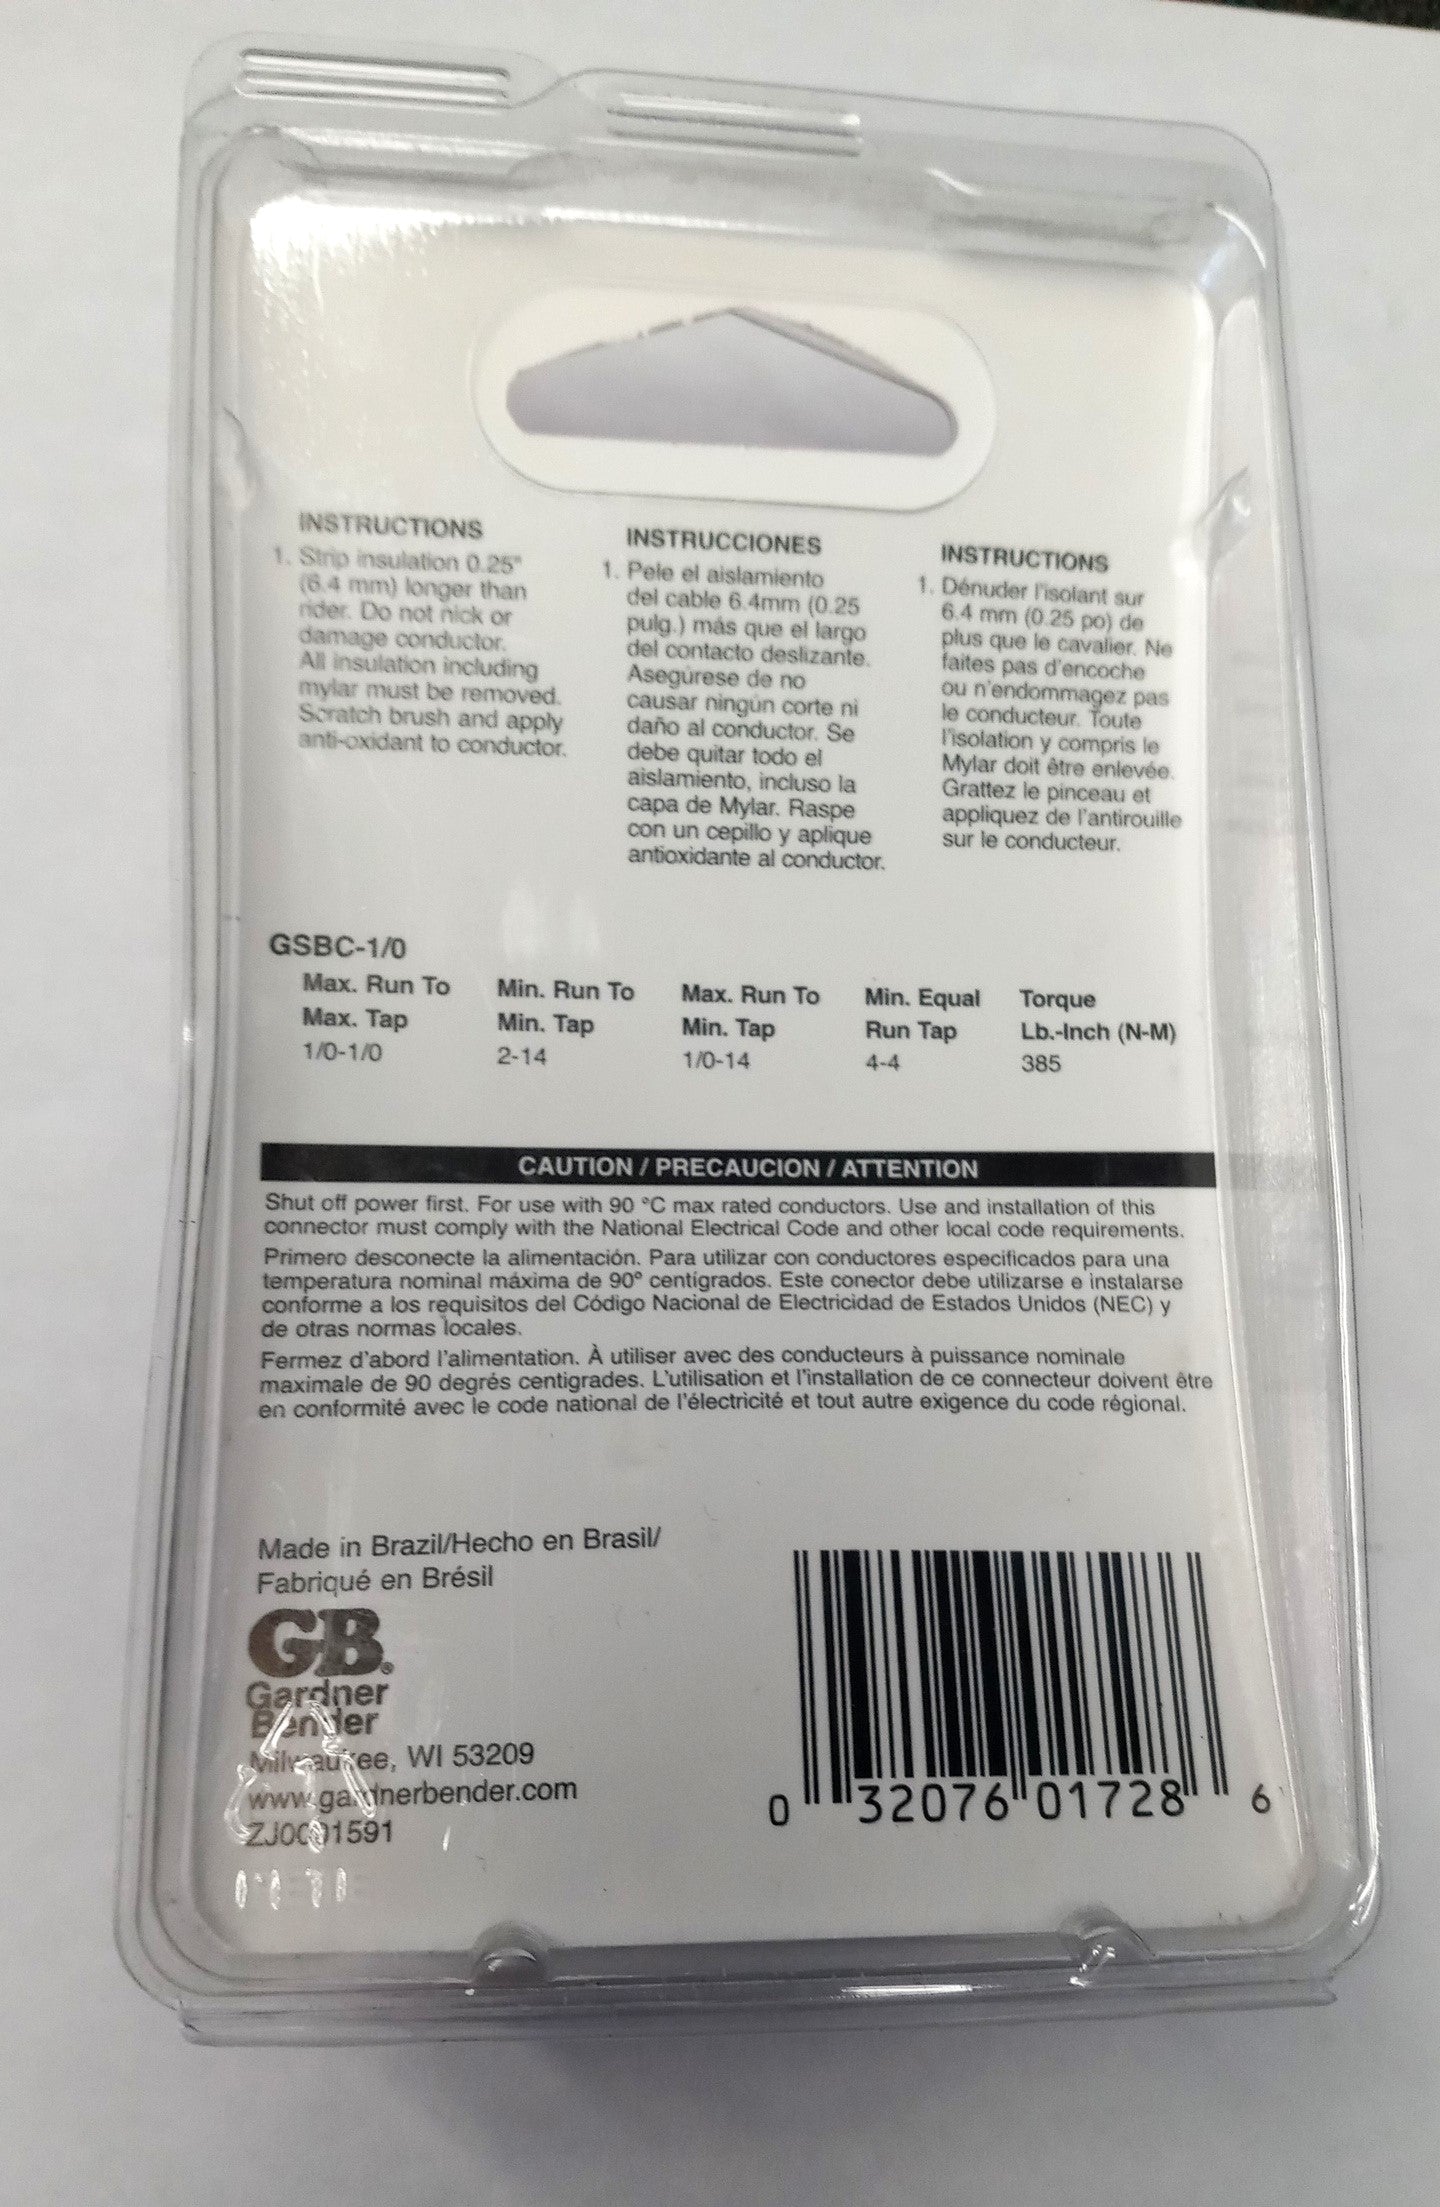 INSTRUCTIONS
1. Strip insulation 0.25"
(6.4 mm) longer than
rider. Do not nick or
damage conductor.
All insulation including
mylar must be removed.
Scratch brush and apply
anti-oxidant to conductor.
INSTRUCCIONES
1. Pele el aislamiento
del cable 6.4mm (0.25
pulg.) más que el largo
del contacto deslizante.
Asegúrese de no
causar ningún corte ni
daño al conductor. Se
debe quitar todo el
aislamiento, incluso la
capa de Mylar. Raspe
con un cepillo y aplique
antioxidante al conductor.
INSTRUCTIONS
1. Dénuder l'isolant sur
6.4 mm (0.25 po) de
plus que le cavalier. Ne
faites pas d'encoche
ou n'endommagez pas
le conducteur. Toute
l'isolation y compris le
Mylar doit être enlevée.
Grattez le pinceau et
appliquez de l'antirouille
sur le conducteur.
GSBC-1/0
Max. Run To Min. Run To Max. Run To Min. Equal Torque
Max. Tap Min. Tap Min. Tap Run Tap Lb.-Inch (N-M)
1/0-1/0 2-14 1/0-14 4-4 385
CAUTION / PRECAUCION / ATTENTION
Shut off power first. For use with 90 °C max rated conductors. Use and installation of this
connector must comply with the National Electrical Code and other local code requirements.
Primero desconecte la alimentación. Para utilizar con conductores especificados para una
temperatura nominal máxima de 90º centígrados. Este conector debe utilizarse e instalarse
conforme a los requisitos del Código Nacional de Electricidad de Estados Unidos (NEC) y
de otras normas locales.
Fermez d'abord l'alimentation. À utiliser avec des conducteurs à puissance nominale
maximale de 90 degrés centigrades. L'utilisation et l'installation de ce connecteur doivent être
en conformité avec le code national de l'électricité et tout autre exigence du code régional.
Made in Brazil/Hecho en Brasil/
Fabriqué en Brésil
GB®
Gardner
Bender
Milwaukee, WI 53209
www.gardnerbender.com
ZJ0001591
0 32076 01728 6